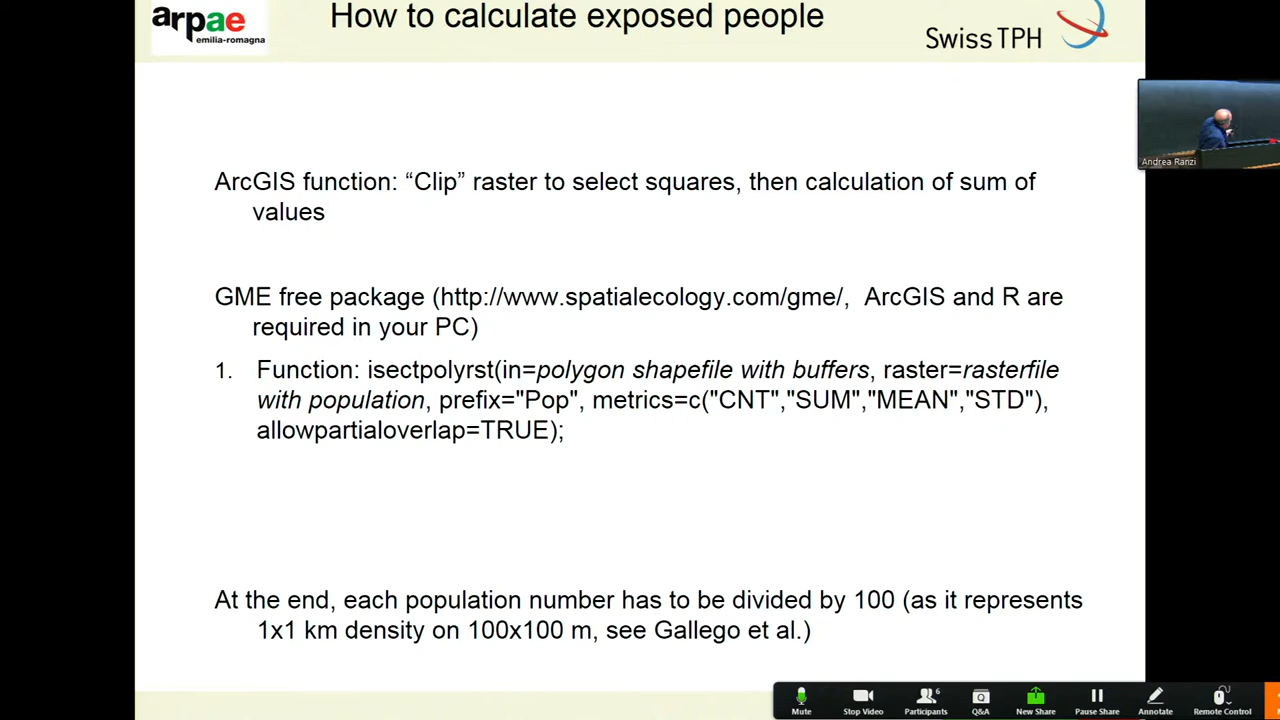 arpae
emilia-romagna
How to calculate exposed people
Swiss TPH
Andrea Ranzi
ArcGIS function: “Clip” raster to select squares, then calculation of sum of
values
GME free package (http://www.spatialecology.com/gme/, ArcGIS and R are
required in your PC)
1. Function: isectpolyrst(in=polygon shapefile with buffers, raster=rasterfile
with population, prefix="Pop", metrics=c("CNT","SUM","MEAN","STD"),
allowpartialoverlap=TRUE);
At the end, each population number has to be divided by 100 (as it represents
1x1 km density on 100x100 m, see Gallego et al.)
6
Mute Stop Video Participants Q&A New Share Pause Share Annotate Remote Control